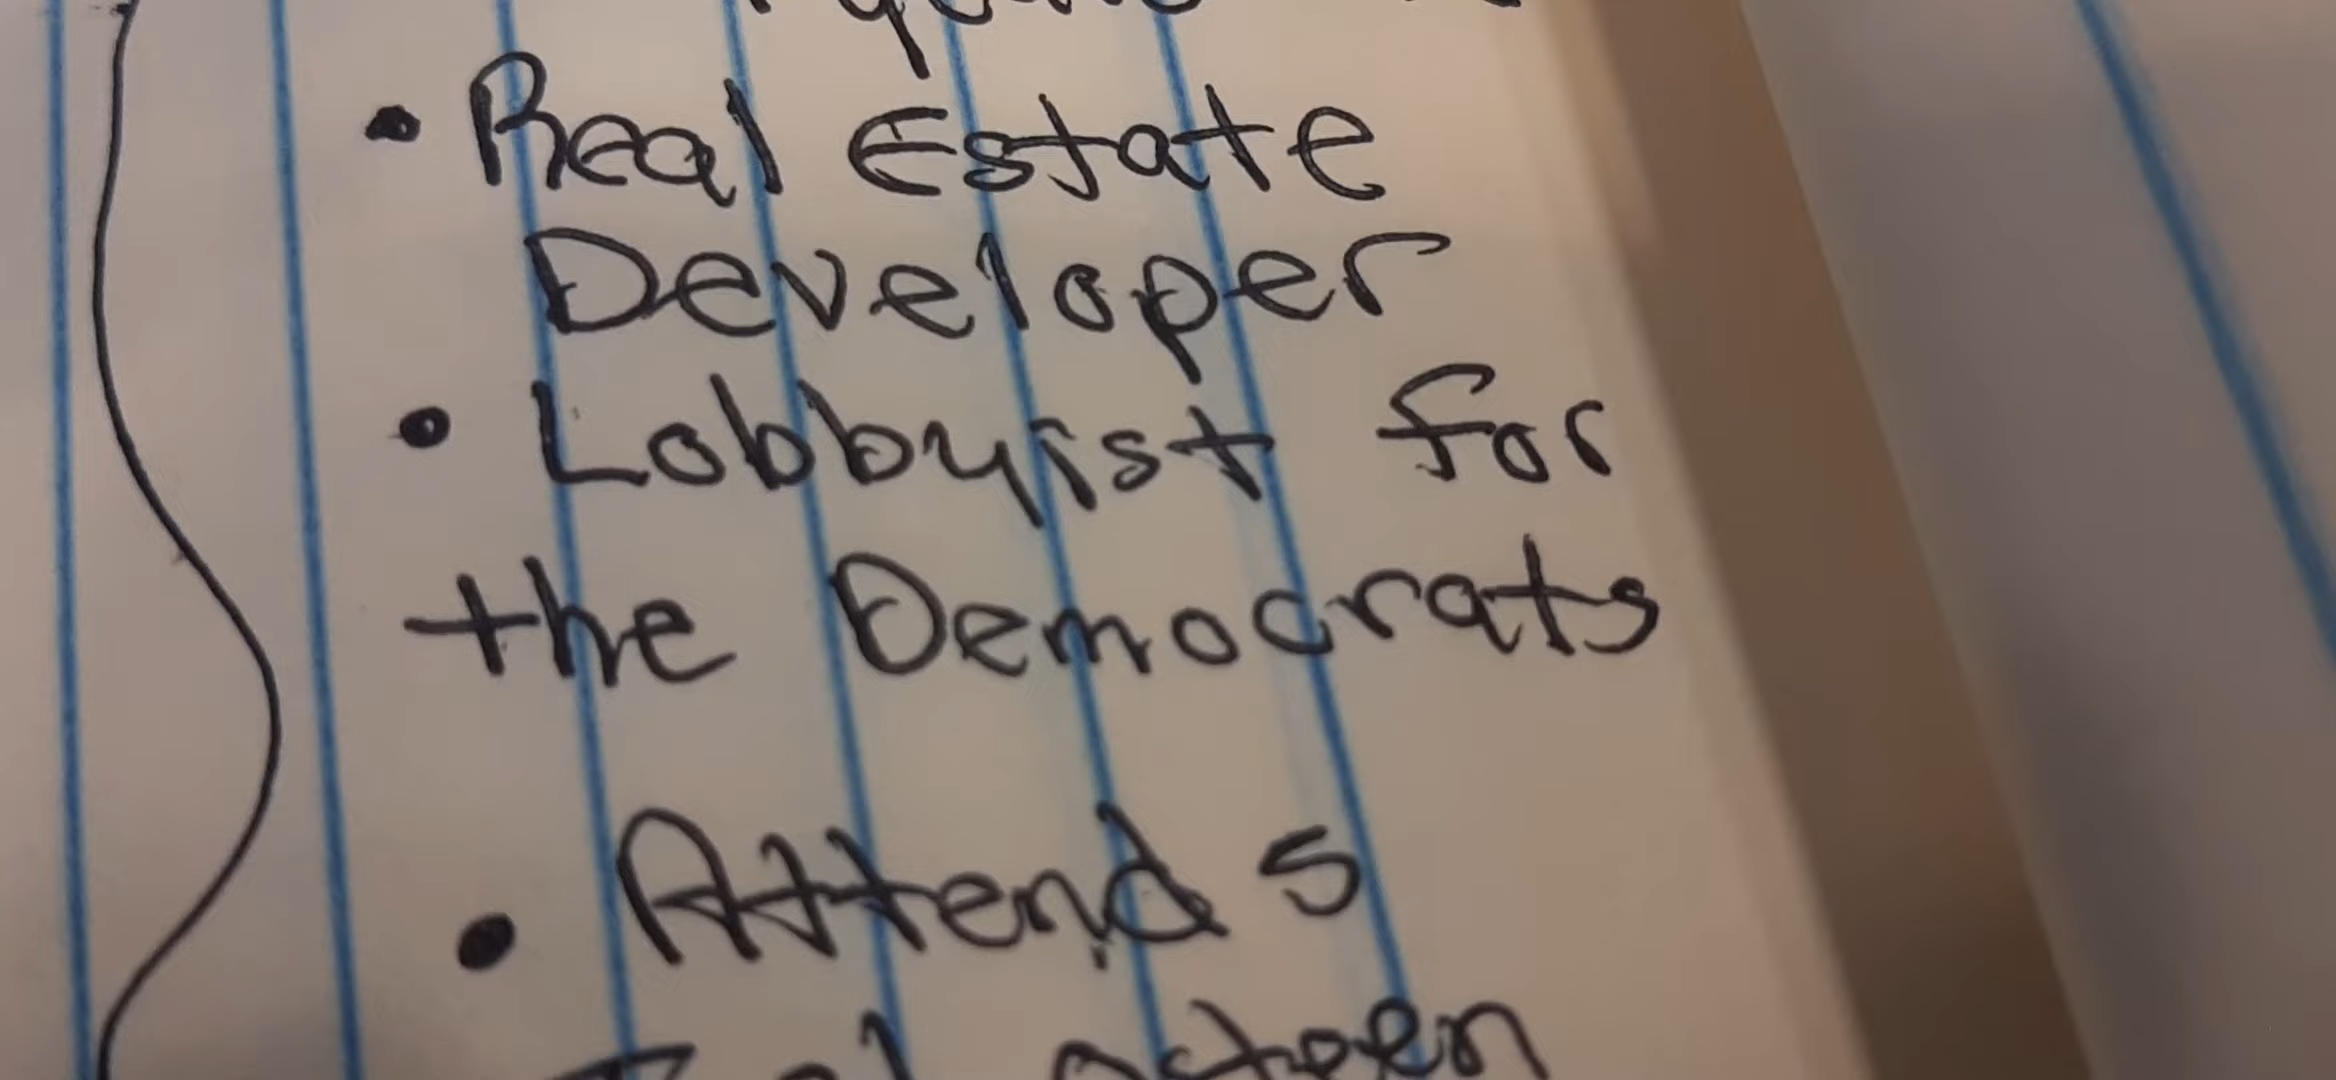 • Real Estate
Developer
• Lobbyist for
the Democrats
• Attends